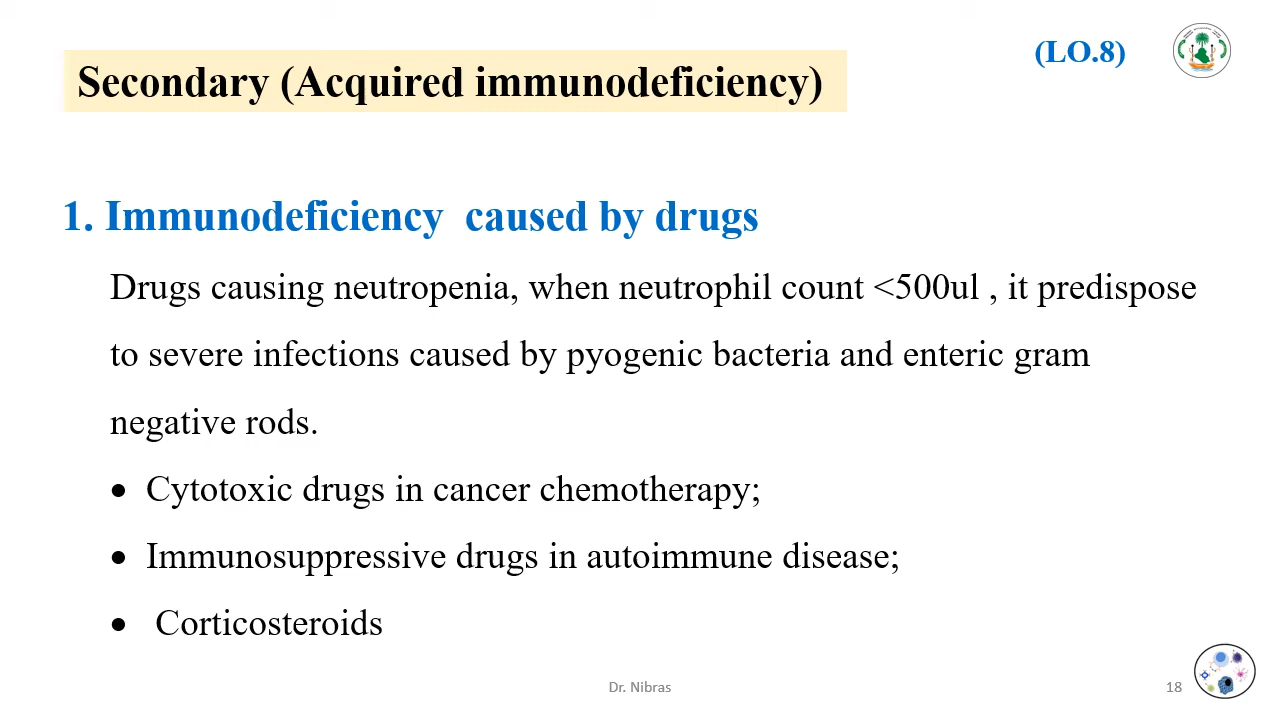 (LO.8)
Secondary (Acquired immunodeficiency)
1. Immunodeficiency caused by drugs
Drugs causing neutropenia, when neutrophil count <500ul , it predispose
to severe infections caused by pyogenic bacteria and enteric gram
negative rods.
• Cytotoxic drugs in cancer chemotherapy;
• Immunosuppressive drugs in autoimmune disease;
• Corticosteroids
Dr. Nibras
18